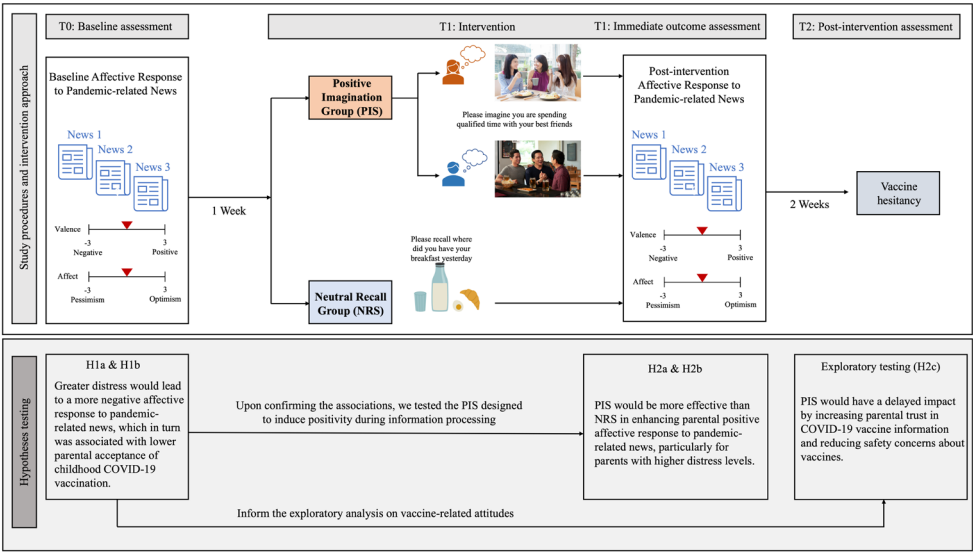 T0: Baseline assessment
T1: Intervention
T1: Immediate outcome assessment
T2: Post-intervention assessment
Study procedures and intervention approach
Baseline Affective Response
to Pandemic-related News
News 1
News 2
News 3
Valence
-3
3
Negative
Positive
Affect
-3
3
Pessimism
Optimism
1 Week
Positive
Imagination
Group (PIS)
Please imagine you are spending
qualified time with your best friends
Neutral Recall
Group (NRS)
Please recall where
did you have your
breakfast yesterday
Post-intervention
Affective Response to
Pandemic-related News
News 1
News 2
News 3
Valence
-3
3
Negative
Positive
Affect
-3
3
Pessimism
Optimism
2 Weeks
Vaccine
hesitancy
Hypotheses testing
H1a & H1b
Greater distress would lead
to a more negative affective
response to pandemic-
related news, which in turn
was associated with lower
parental acceptance of
childhood COVID-19
vaccination.
Upon confirming the associations, we tested the PIS designed
to induce positivity during information processing
H2a & H2b
PIS would be more effective than
NRS in enhancing parental positive
affective response to pandemic-
related news, particularly for
parents with higher distress levels.
Exploratory testing (H2c)
PIS would have a delayed impact
by increasing parental trust in
COVID-19 vaccine information
and reducing safety concerns about
vaccines.
Inform the exploratory analysis on vaccine-related attitudes